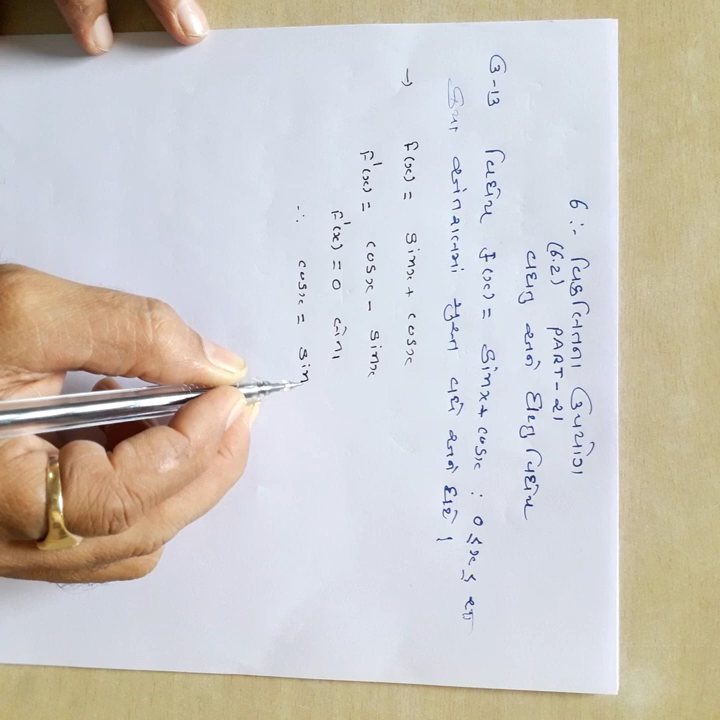 6 :- વિકલિતના ઉપયોગ
(6.2) PART-21
વધતુ અને ઘટતુ વિધેય
ઉ-13 વિધેય f(x) = sinx + cosx : 0 ≤ x ≤ 2π
કયા અંતરાલમાં ચુસ્ત વધે અને ઘટે।
→ f(x) = sinx + cosx
f'(x) = cosx - sinx
f'(x) = 0 લેતા,
∴ cosx = sin